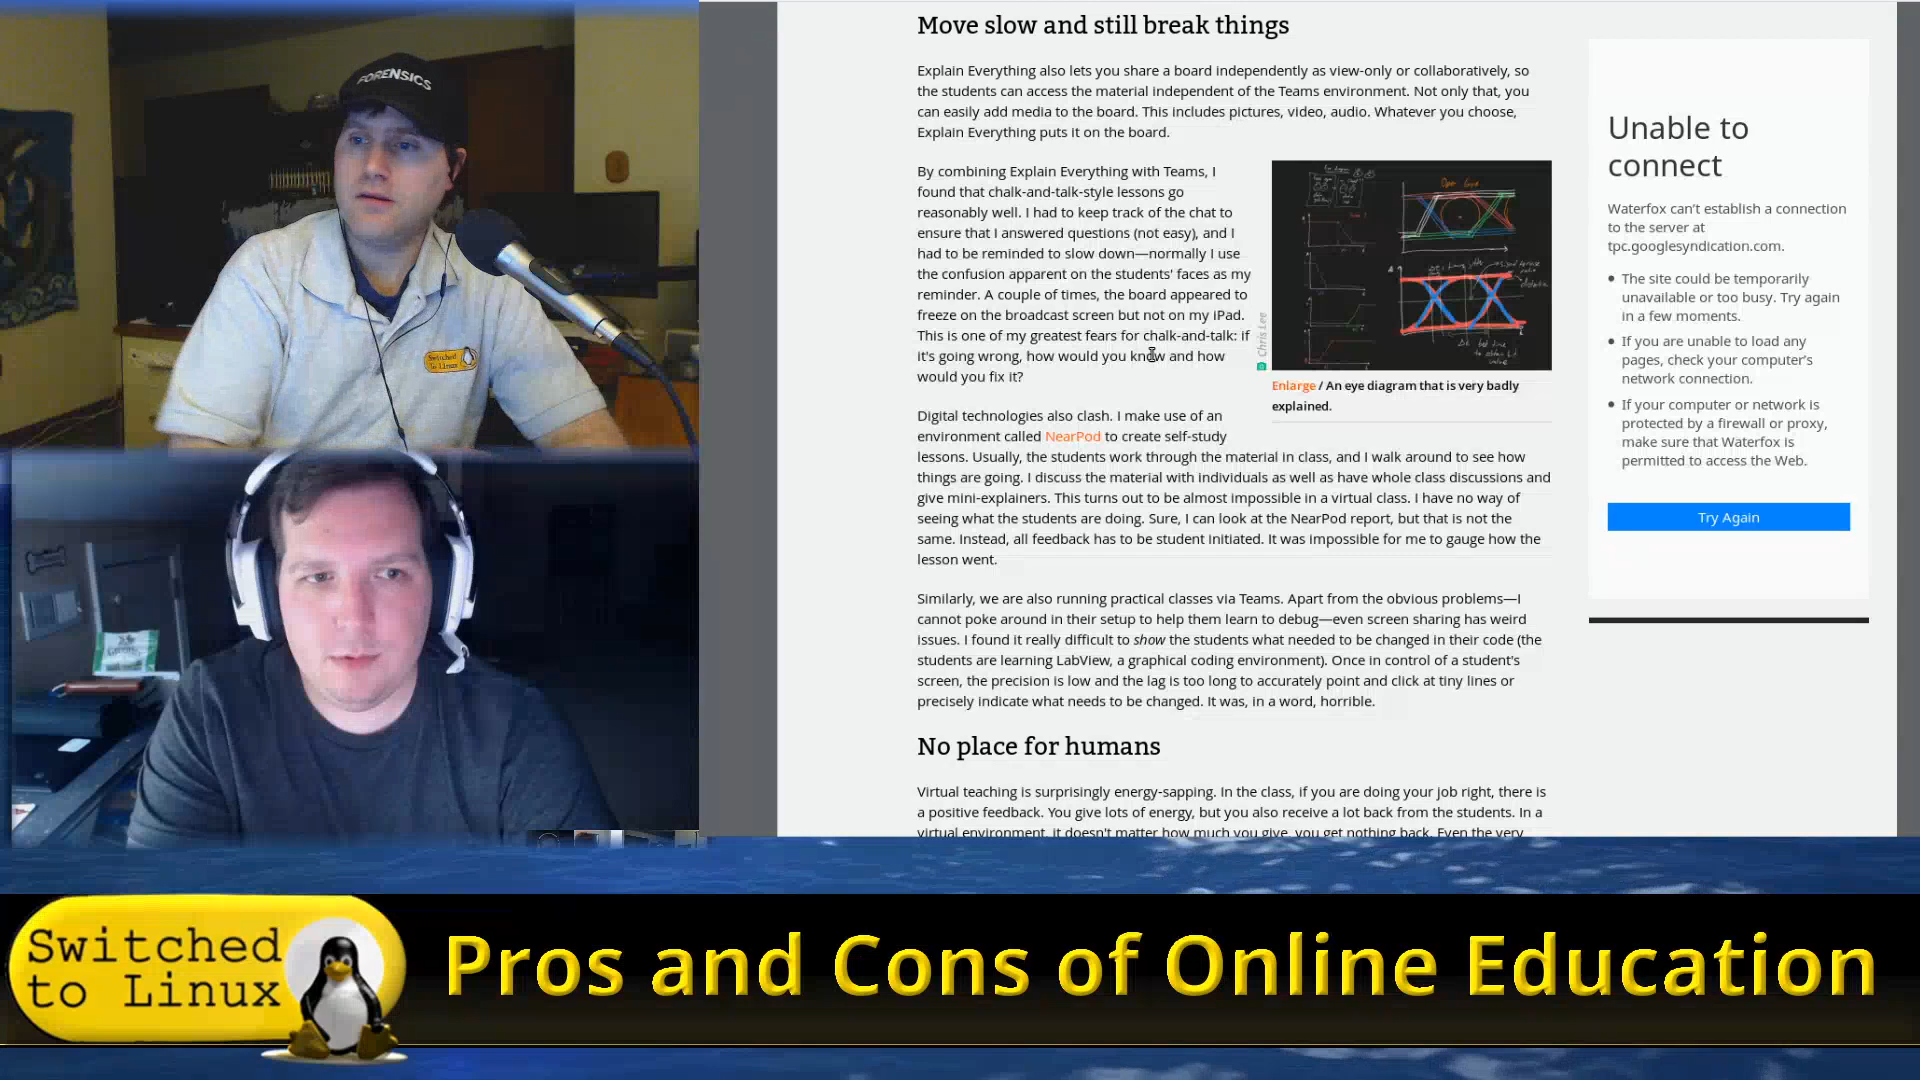 FORENSICS
Switched
to Linux
Move slow and still break things
Explain Everything also lets you share a board independently as view-only or collaboratively, so
the students can access the material independent of the Teams environment. Not only that, you
can easily add media to the board. This includes pictures, video, audio. Whatever you choose,
Explain Everything puts it on the board.
By combining Explain Everything with Teams, I
found that chalk-and-talk-style lessons go
reasonably well. I had to keep track of the chat to
ensure that I answered questions (not easy), and I
had to be reminded to slow down—normally I use
the confusion apparent on the students' faces as my
reminder. A couple of times, the board appeared to
freeze on the broadcast screen but not on my iPad.
This is one of my greatest fears for chalk-and-talk: if
it's going wrong, how would you know and how
would you fix it?
Chris Lee
Enlarge / An eye diagram that is very badly
explained.
Digital technologies also clash. I make use of an
environment called NearPod to create self-study
lessons. Usually, the students work through the material in class, and I walk around to see how
things are going. I discuss the material with individuals as well as have whole class discussions and
give mini-explainers. This turns out to be almost impossible in a virtual class. I have no way of
seeing what the students are doing. Sure, I can look at the NearPod report, but that is not the
same. Instead, all feedback has to be student initiated. It was impossible for me to gauge how the
lesson went.
Similarly, we are also running practical classes via Teams. Apart from the obvious problems—I
cannot poke around in their setup to help them learn to debug—even screen sharing has weird
issues. I found it really difficult to show the students what needed to be changed in their code (the
students are learning LabView, a graphical coding environment). Once in control of a student's
screen, the precision is low and the lag is too long to accurately point and click at tiny lines or
precisely indicate what needs to be changed. It was, in a word, horrible.
No place for humans
Virtual teaching is surprisingly energy-sapping. In the class, if you are doing your job right, there is
a positive feedback. You give lots of energy, but you also receive a lot back from the students. In a
virtual environment, it doesn't matter how much you give, you get nothing back. Even the very
Unable to
connect
Waterfox can't establish a connection
to the server at
tpc.googlesyndication.com.
The site could be temporarily
unavailable or too busy. Try again
in a few moments.
If you are unable to load any
pages, check your computer's
network connection.
If your computer or network is
protected by a firewall or proxy,
make sure that Waterfox is
permitted to access the Web.
Try Again
Switched
to Linux
Pros and Cons of Online Education